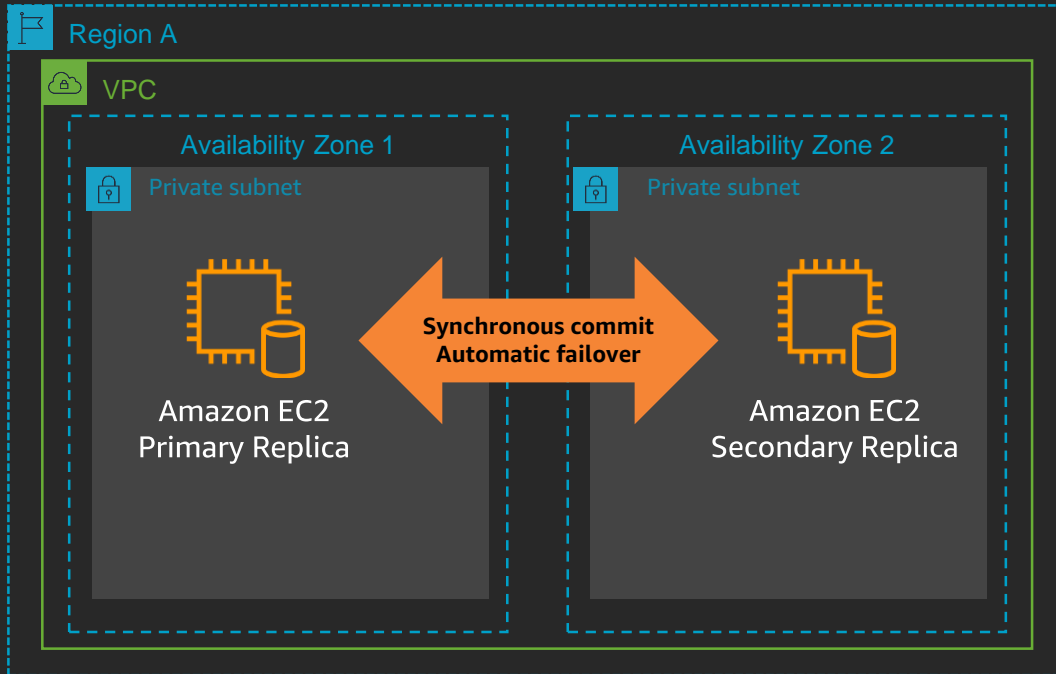 Region A
VPC
Availability Zone 1
Availability Zone 2
Private subnet
Private subnet
Synchronous commit
Automatic failover
Amazon EC2
Primary Replica
Amazon EC2
Secondary Replica